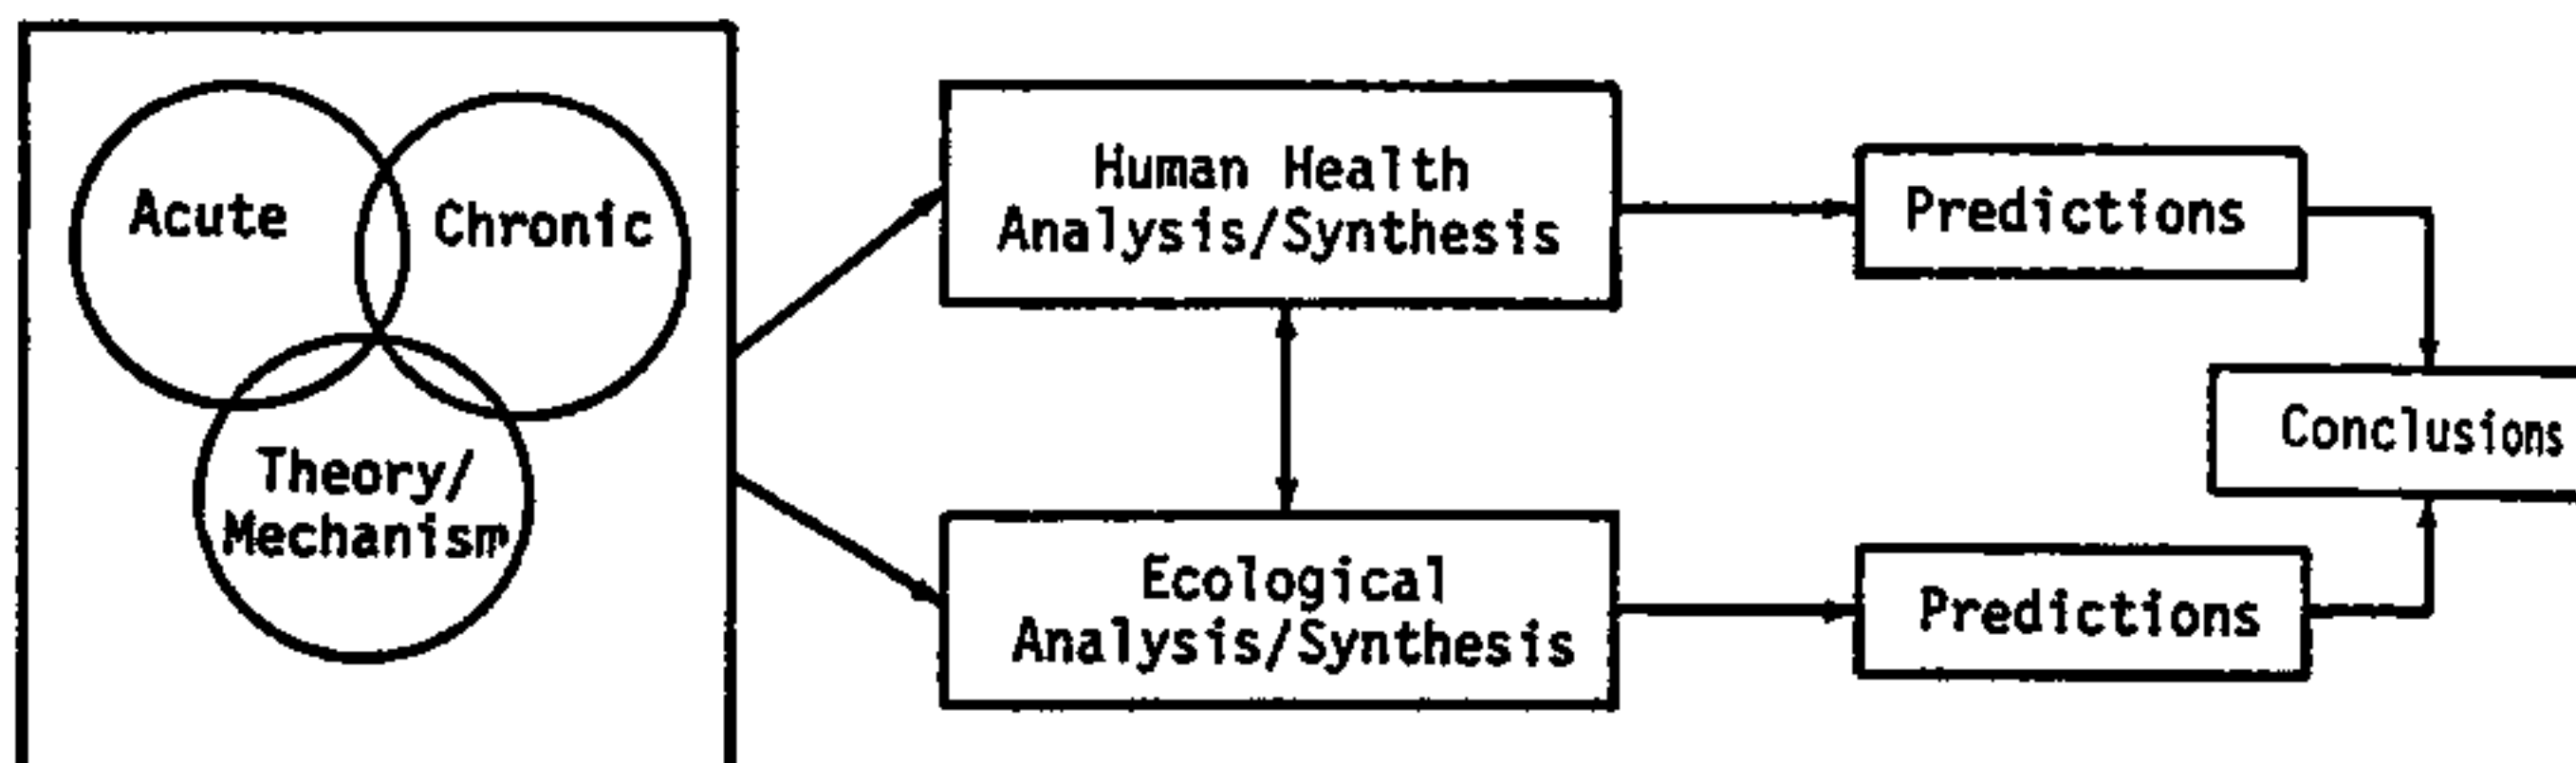 Acute
Chronic
Theory/
Mechanism
Human Health
Analysis/Synthesis
Ecological
Analysis/Synthesis
Predictions
Predictions
Conclusions